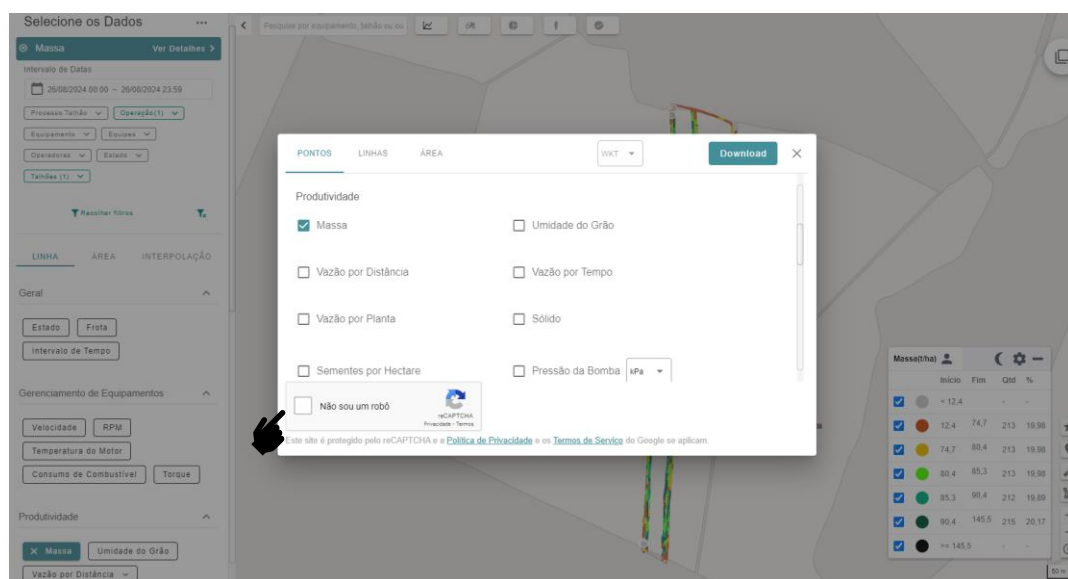 Selecione os Dados
Massa Ver Detalhes
Intervalo de Datas
26/08/2024 00:00 ~ 26/08/2024 23:59
Processo Talhão Operação(1)
Equipamento Equipes
Operadores Estado
Talhões (1)
Recolher filtros
LINHA ÁREA INTERPOLAÇÃO
Geral
Estado Frota
Intervalo de Tempo
Gerenciamento de Equipamentos
Velocidade RPM
Temperatura do Motor
Consumo de Combustível Torque
Produtividade
Massa Umidade do Grão
Vazão por Distância
Pesquise por equipamento, talhão ou
PONTOS LINHAS ÁREA WKT Download
Produtividade
Massa Umidade do Grão
Vazão por Distância Vazão por Tempo
Vazão por Planta Sólido
Sementes por Hectare Pressão da Bomba kPa
Não sou um robô
reCAPTCHA
Privacidade - Termos
Este site é protegido pelo reCAPTCHA e a Política de Privacidade e os Termos de Serviço do Google se aplicam.
Massa(t/ha)
Início Fim Qtd %
< 12,4 - -
12,4 74,7 213 19,98
74,7 80,4 213 19,98
80,4 85,3 213 19,98
85,3 90,4 212 19,89
90,4 145,5 215 20,17
>= 145,5 - -
50 m